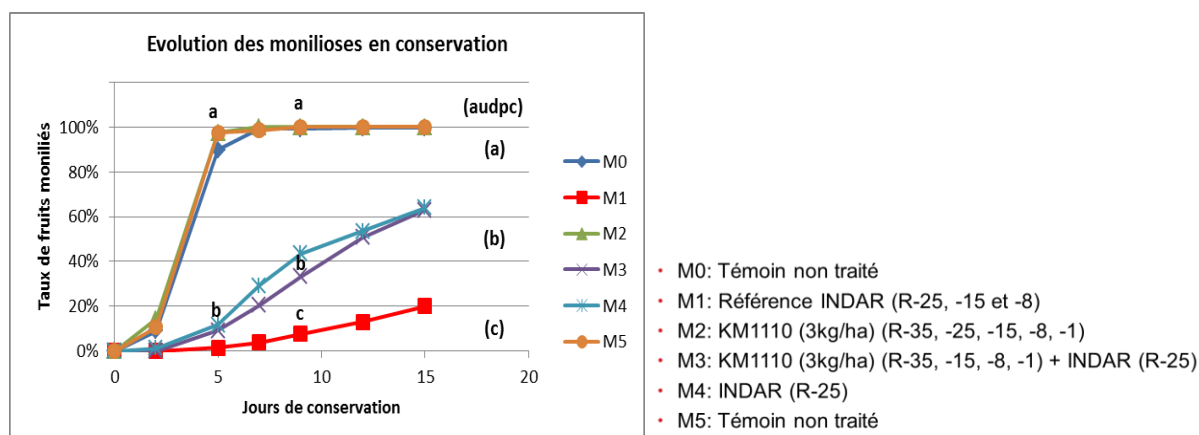 Evolution des monilioses en conservation
Taux de fruits moniliés
100%
80%
60%
40%
20%
0%
0
5
10
15
20
Jours de conservation
a
a
b
b
c
(audpc)
(a)
(b)
(c)
M0
M1
M2
M3
M4
M5
• M0: Témoin non traité
• M1: Référence INDAR (R-25, -15 et -8)
• M2: KM1110 (3kg/ha) (R-35, -25, -15, -8, -1)
• M3: KM1110 (3kg/ha) (R-35, -15, -8, -1) + INDAR (R-25)
• M4: INDAR (R-25)
• M5: Témoin non traité